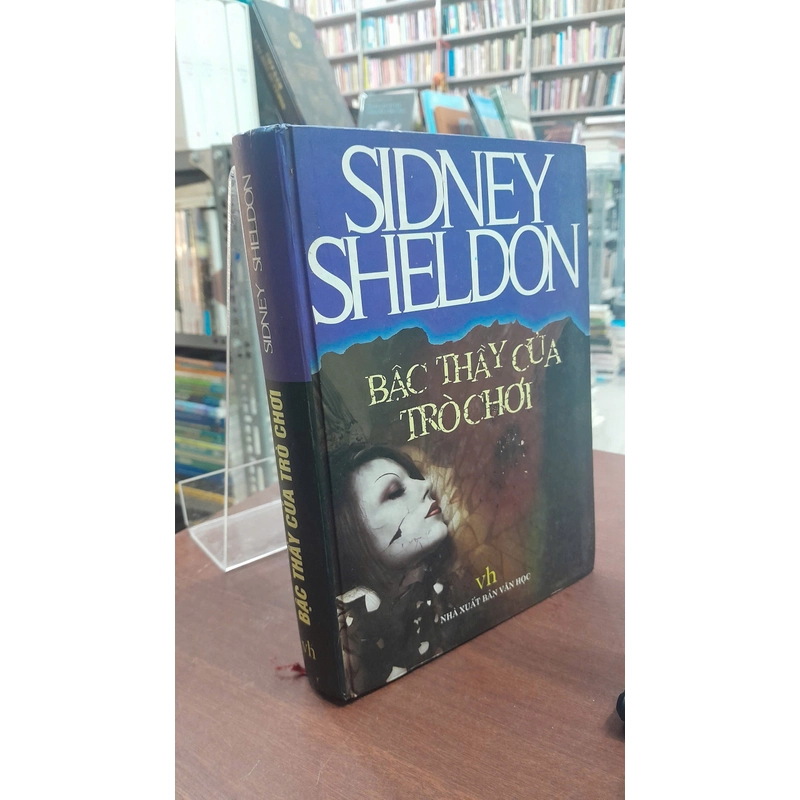 SIDNEY
SHELDON
BẬC THẦY CỦA
TRÒ CHƠI
vh
NHÀ XUẤT BẢN VĂN HỌC
SIDNEY SHELDON
BẬC THẦY CỦA TRÒ CHƠI
vh